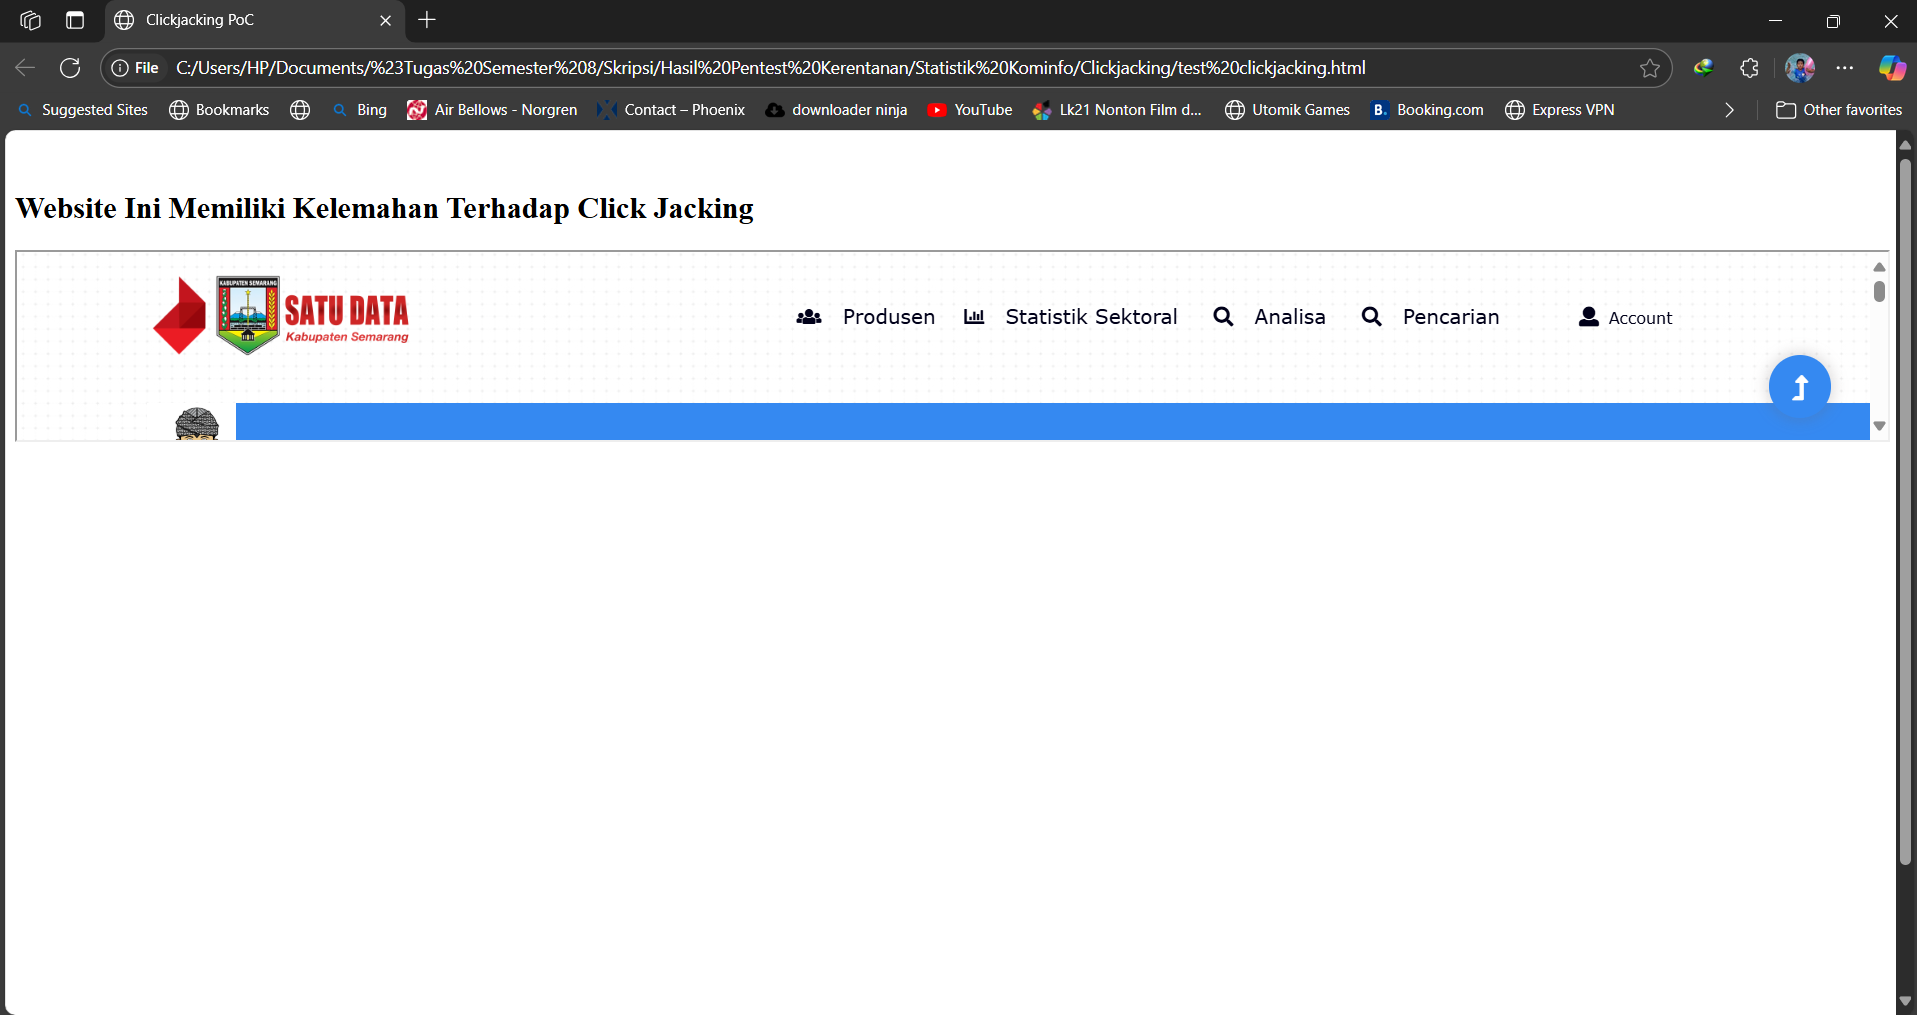 Clickjacking PoC
File C:/Users/HP/Documents/%23Tugas%20Semester%208/Skripsi/Hasil%20Pentest%20Kerentanan/Statistik%20Kominfo/Clickjacking/test%20clickjacking.html
Suggested Sites Bookmarks Bing Air Bellows - Norgren Contact – Phoenix downloader ninja YouTube Lk21 Nonton Film d... Utomik Games B. Booking.com Express VPN Other favorites
Website Ini Memiliki Kelemahan Terhadap Click Jacking
KABUPATEN SEMARANG
SATU DATA
Kabupaten Semarang
Produsen Statistik Sektoral Analisa Pencarian Account